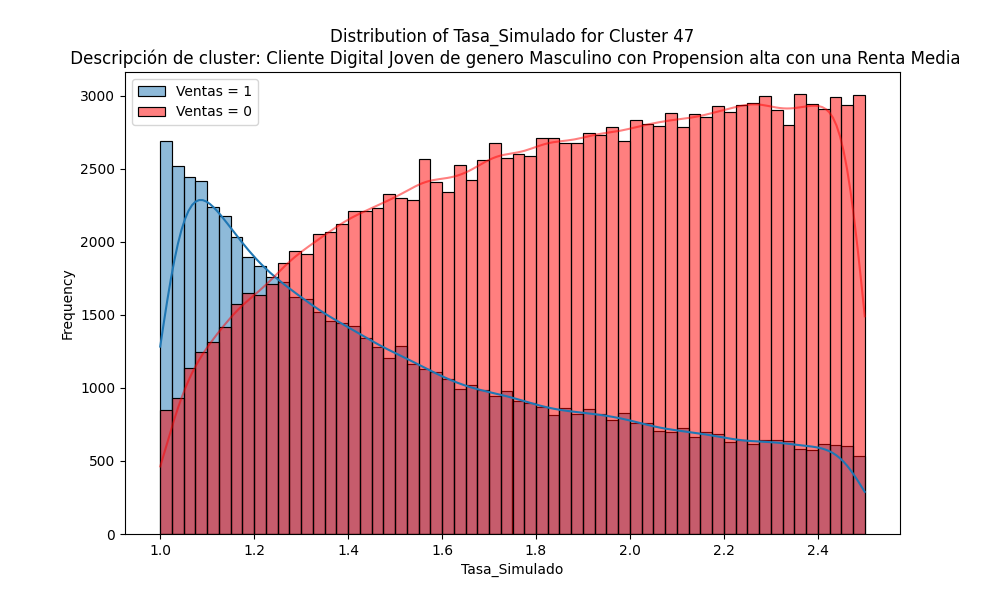 Distribution of Tasa_Simulado for Cluster 47
Descripción de cluster: Cliente Digital Joven de genero Masculino con Propension alta con una Renta Media
Ventas = 1
Ventas = 0
Frequency
3000
2500
2000
1500
1000
500
0
1.0 1.2 1.4 1.6 1.8 2.0 2.2 2.4
Tasa_Simulado